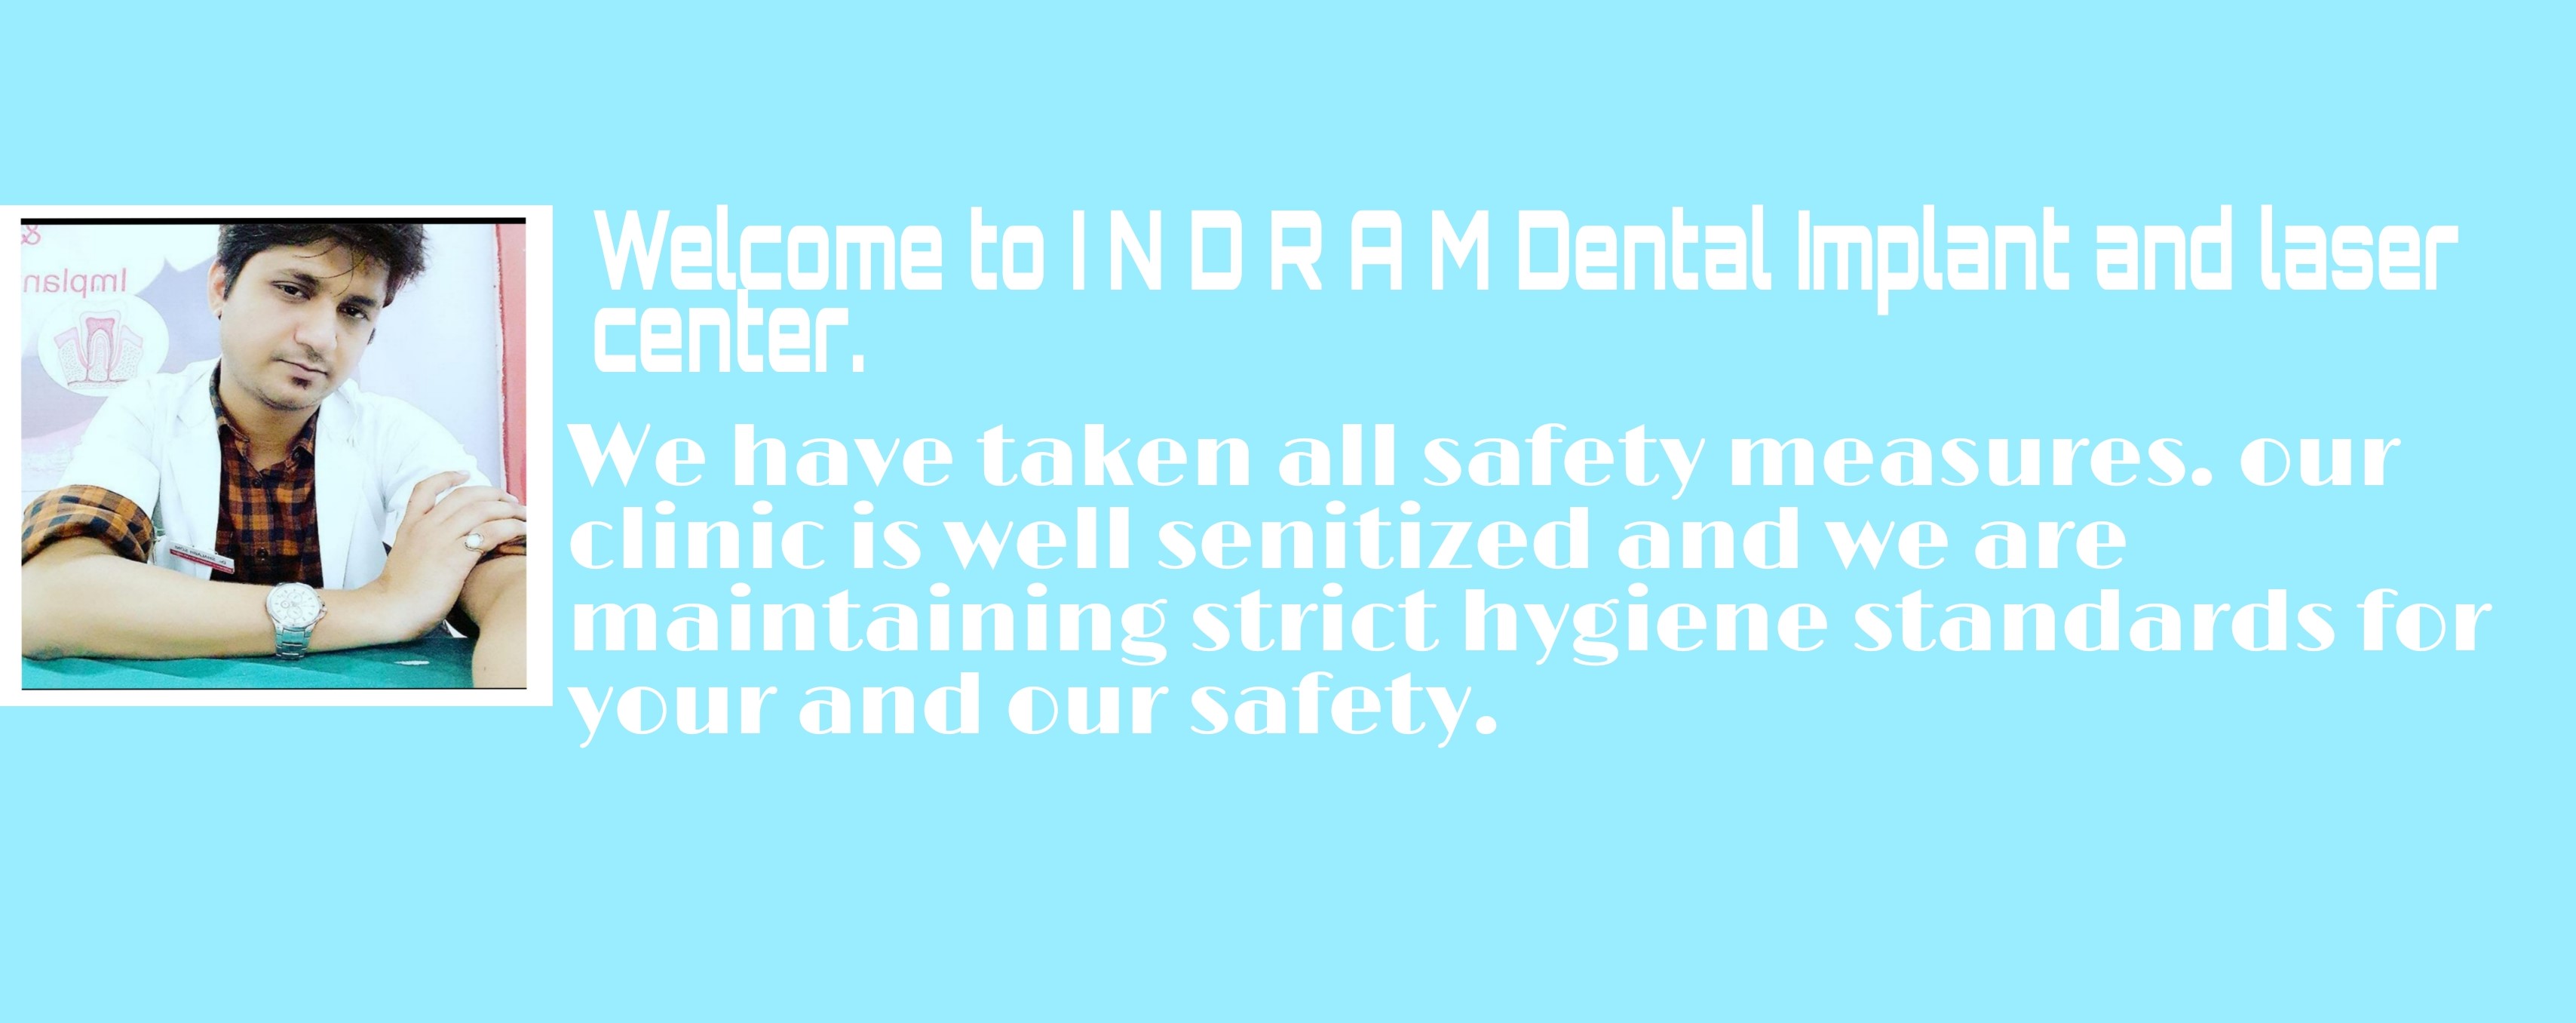 &
Implan
Welcome to I N D R A M Dental Implant and laser
center.
We have taken all safety measures. our
clinic is well senitized and we are
maintaining strict hygiene standards for
your and our safety.